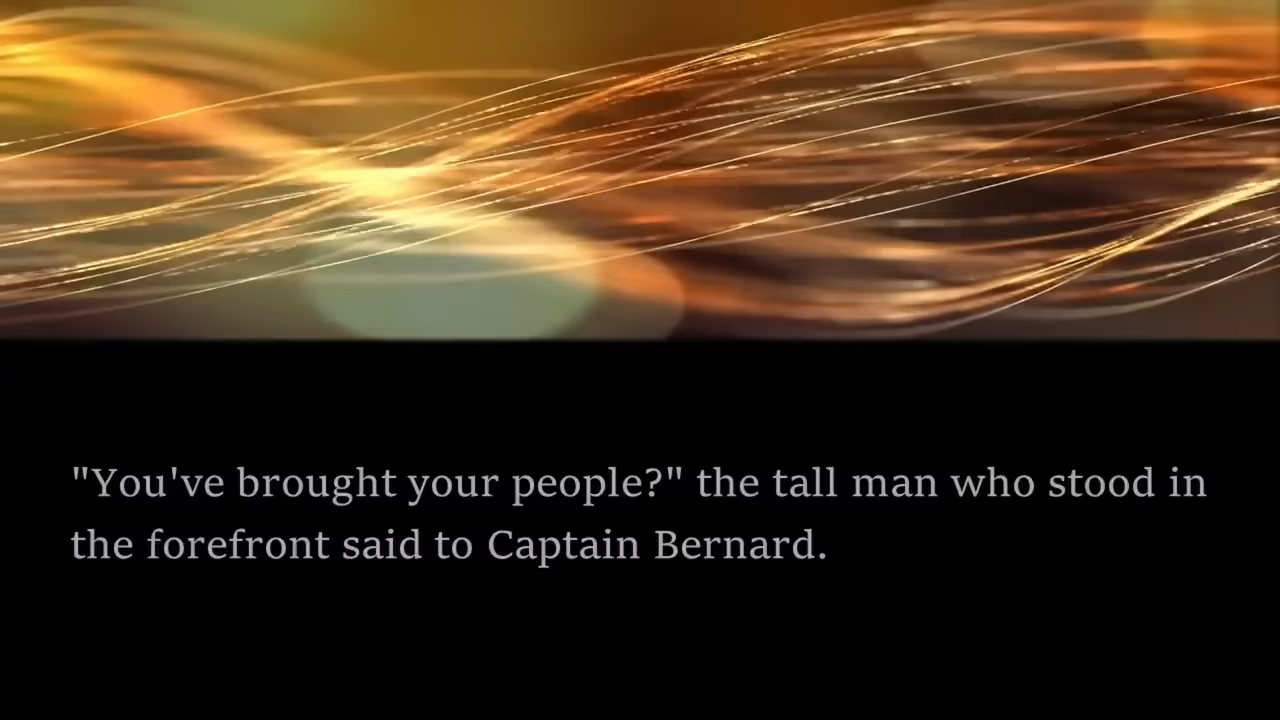 "You've brought your people?" the tall man who stood in
the forefront said to Captain Bernard.